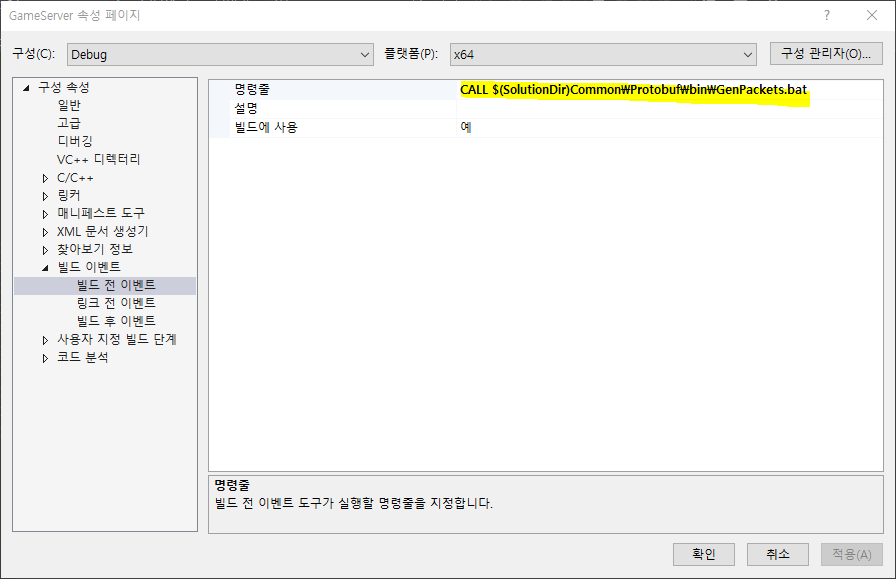 GameServer 속성 페이지
구성(C): Debug 플랫폼(P): x64 구성 관리자(O)...
구성 속성
일반
고급
디버깅
VC++ 디렉터리
C/C++
링커
매니페스트 도구
XML 문서 생성기
찾아보기 정보
빌드 이벤트
빌드 전 이벤트
링크 전 이벤트
빌드 후 이벤트
사용자 지정 빌드 단계
코드 분석
명령줄 CALL $(SolutionDir)Common₩Protobuf₩bin₩GenPackets.bat
설명
빌드에 사용 예
명령줄
빌드 전 이벤트 도구가 실행할 명령줄을 지정합니다.
확인 취소 적용(A)